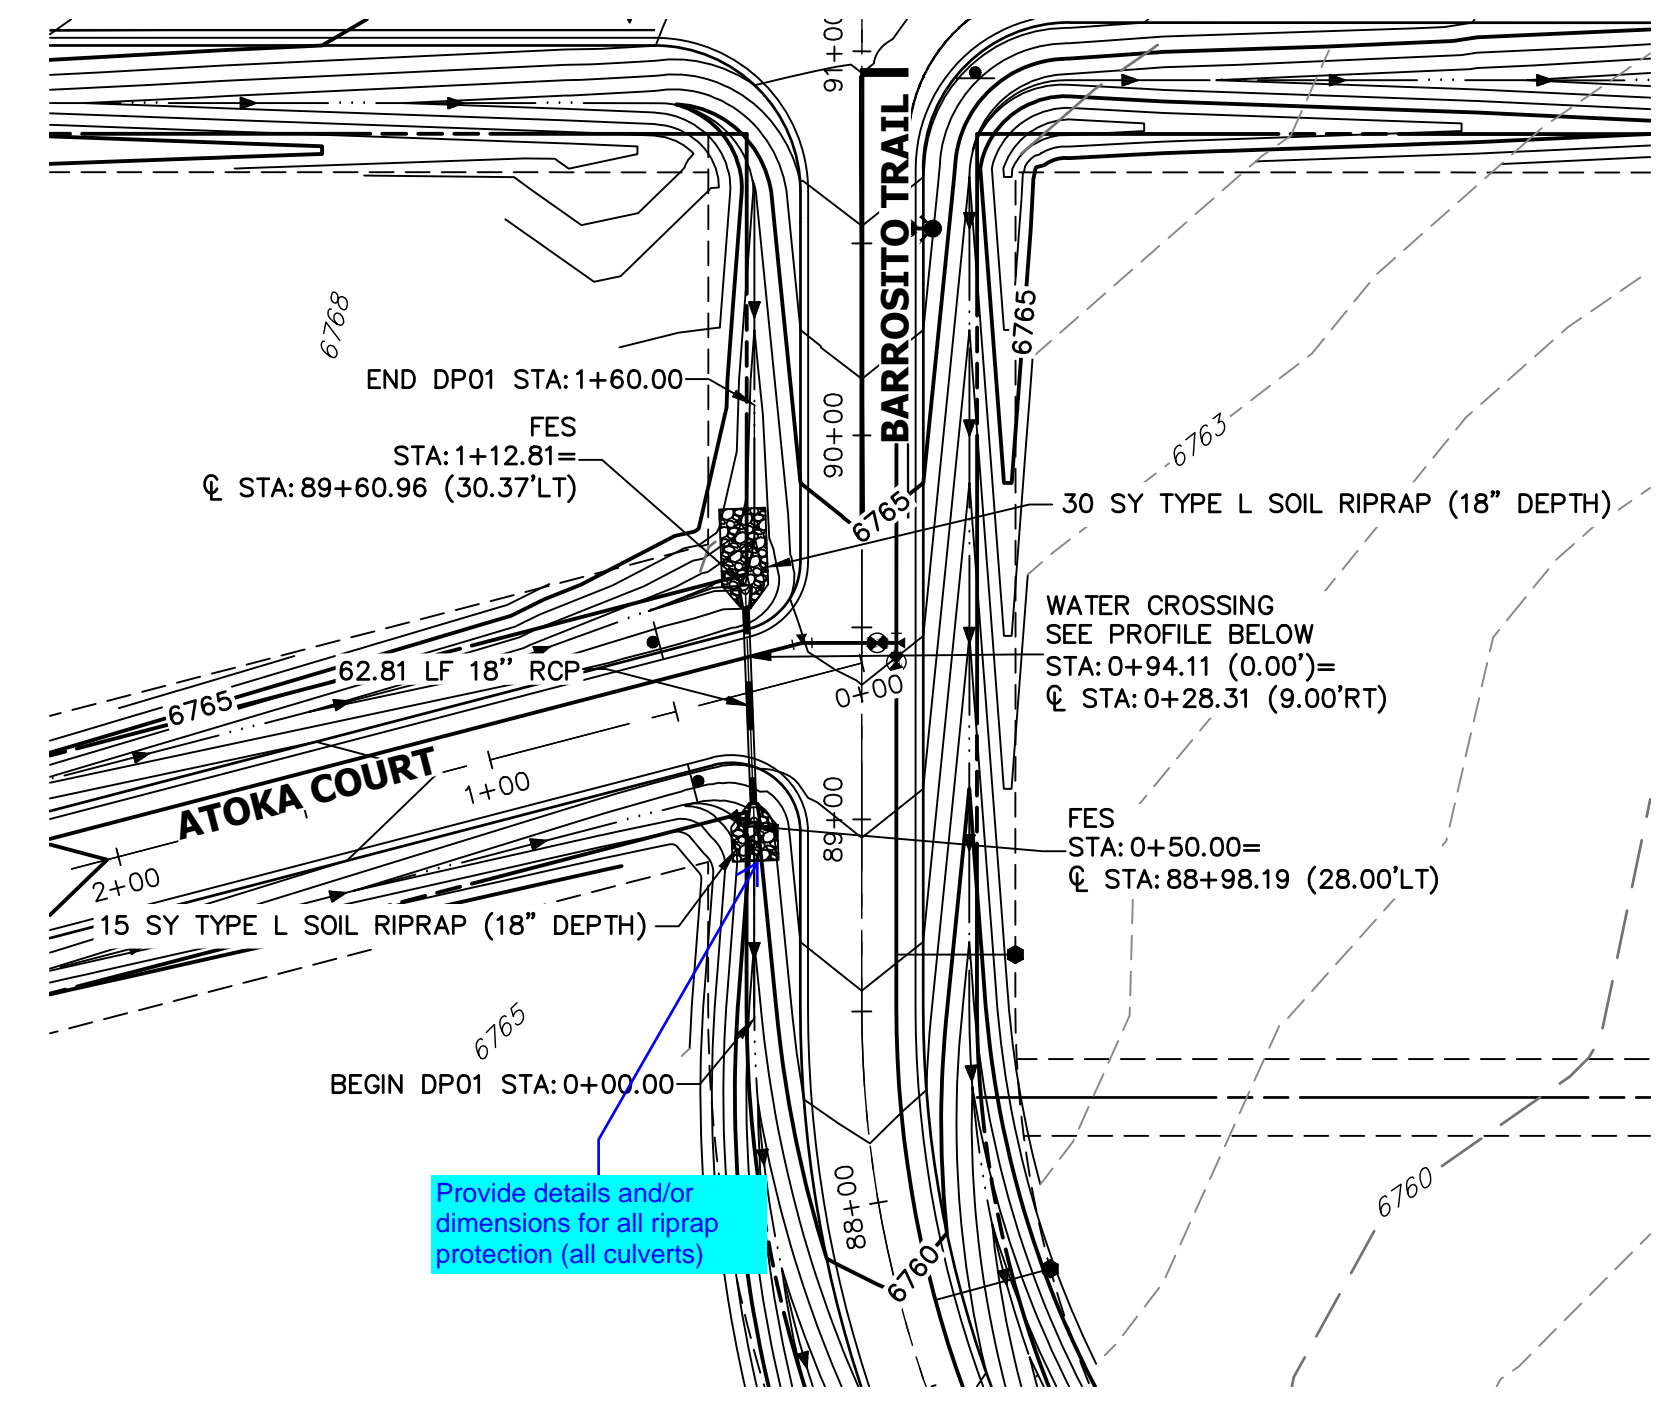 91+00
BARROSITO TRAIL
6768
6765
END DP01 STA: 1+60.00
FES
STA: 1+12.81=
℄ STA: 89+60.96 (30.37'LT)
90+00
6763
6765
30 SY TYPE L SOIL RIPRAP (18" DEPTH)
WATER CROSSING
SEE PROFILE BELOW
STA: 0+94.11 (0.00')=
℄ STA: 0+28.31 (9.00'RT)
62.81 LF 18" RCP
0+00
6765
ATOKA COURT
1+00
89+00
FES
STA: 0+50.00=
℄ STA: 88+98.19 (28.00'LT)
2+00
15 SY TYPE L SOIL RIPRAP (18" DEPTH)
6765
BEGIN DP01 STA: 0+00.00
88+00
6760
6760
Provide details and/or
dimensions for all riprap
protection (all culverts)